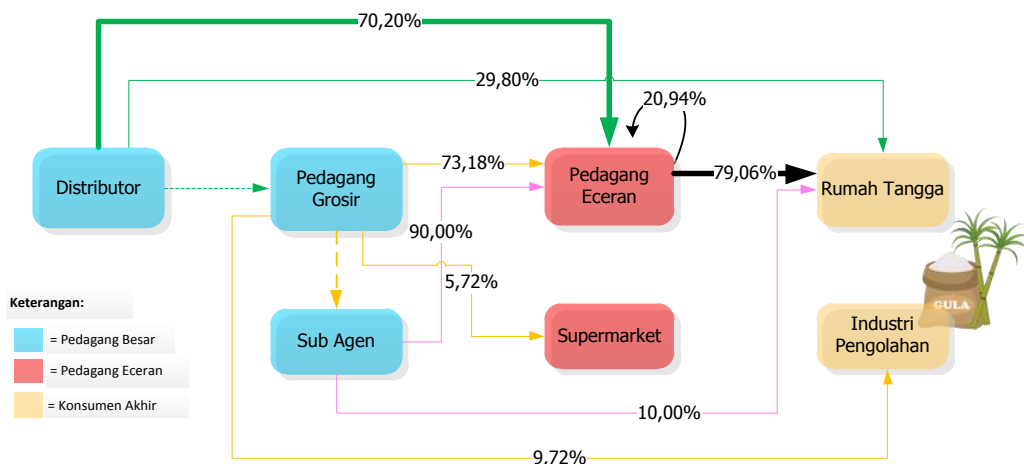 70,20%
29,80%
20,94%
Distributor
Pedagang
Grosir
73,18%
Pedagang
Eceran
79,06%
Rumah Tangga
90,00%
5,72%
GULA
Keterangan:
= Pedagang Besar
= Pedagang Eceran
= Konsumen Akhir
Sub Agen
Supermarket
Industri
Pengolahan
10,00%
9,72%